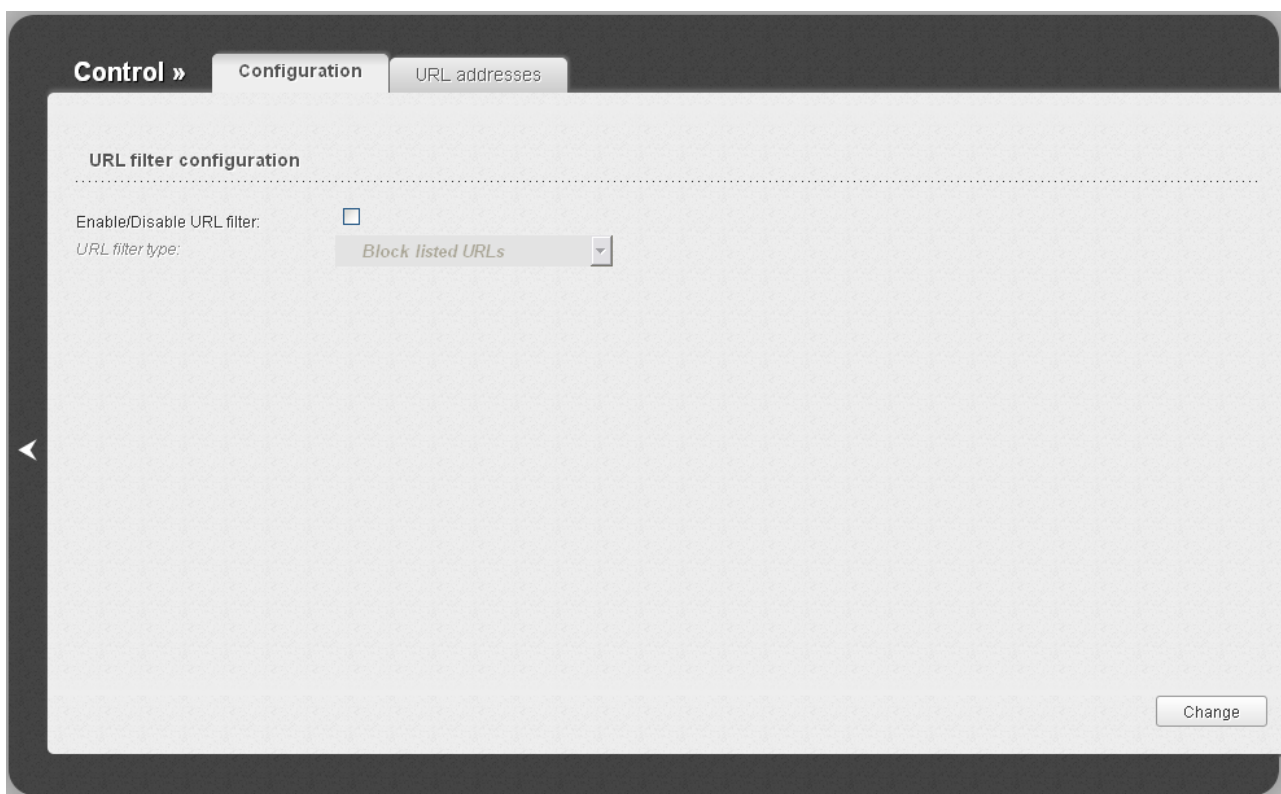 Control »
Configuration
URL addresses
URL filter configuration
Enable/Disable URL filter:
URL filter type:
Block listed URLs
Change